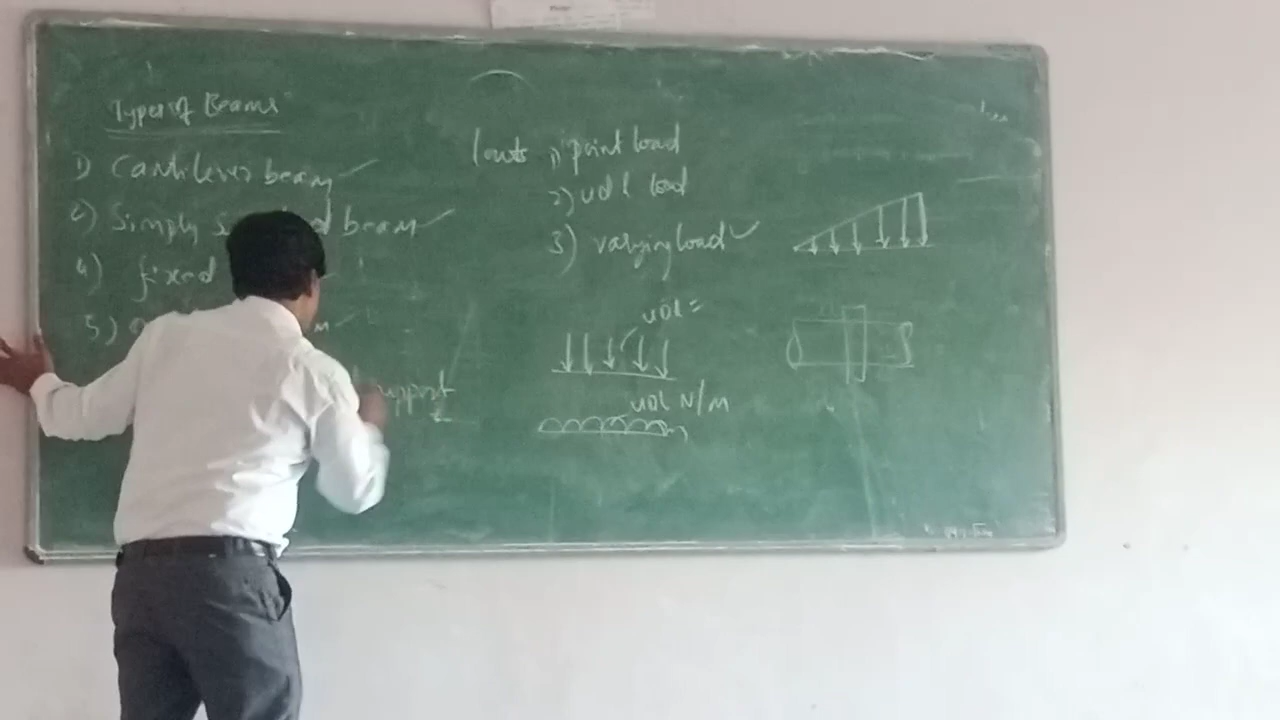 Types of Beams
1) Cantilever beam
2) Simply beam
4) fixed
5)
support
1) point load
2) udl load
3) varying load
udl =
udl N/M